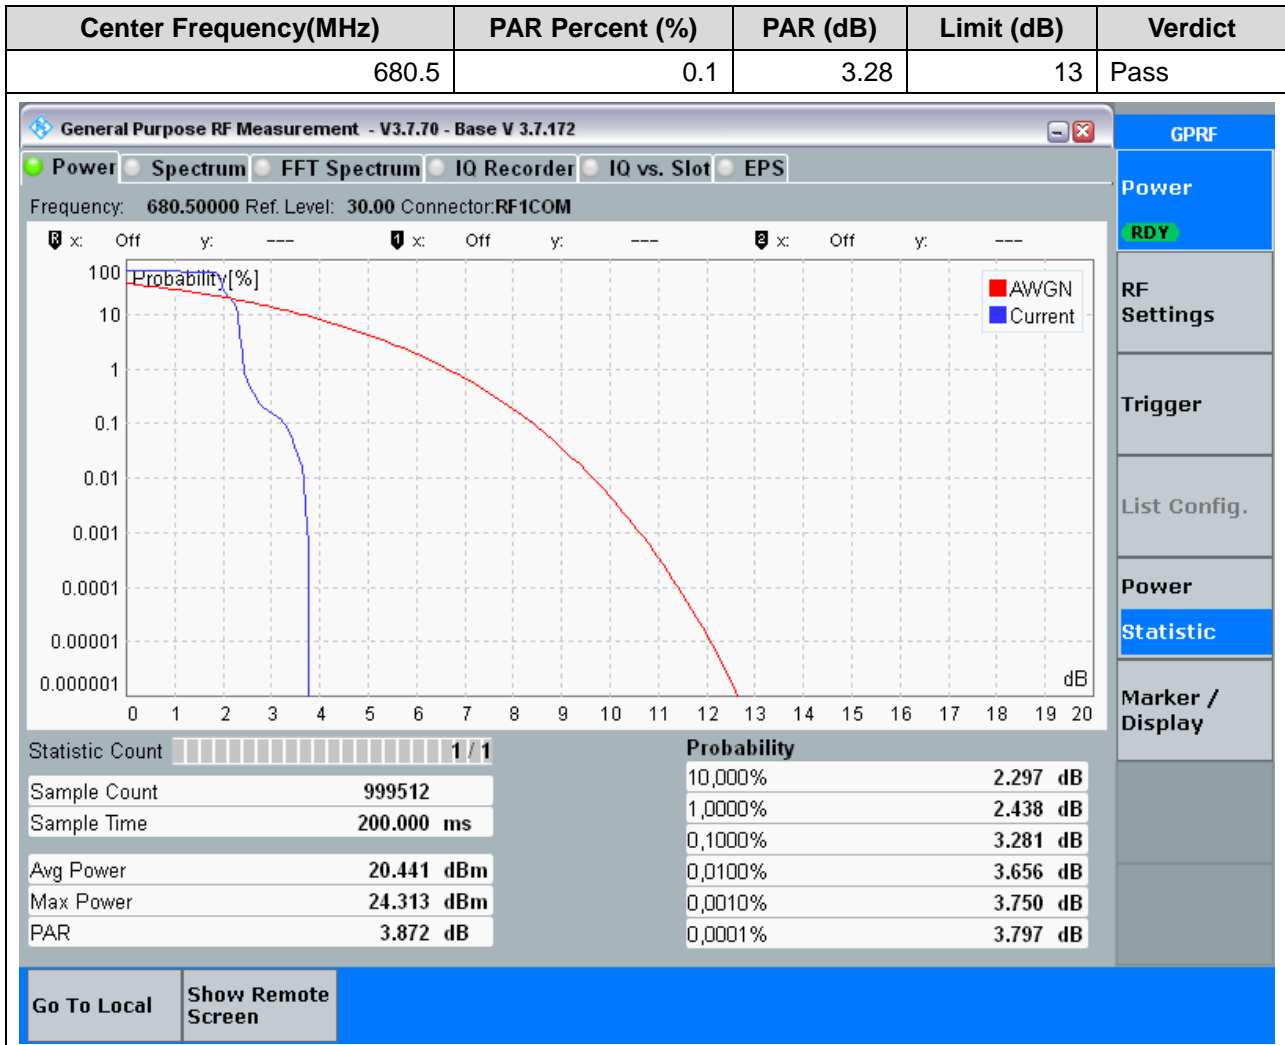 Center Frequency(MHz) PAR Percent (%) PAR (dB) Limit (dB) Verdict
680.5 0.1 3.28 13 Pass
General Purpose RF Measurement - V3.7.70 - Base V 3.7.172
GPRF
Power Spectrum FFT Spectrum IQ Recorder IQ vs. Slot EPS
Frequency: 680.50000 Ref. Level: 30.00 Connector:RF1COM
R x: Off y: --- 1 x: Off y: --- 2 x: Off y: ---
Probability[%]
AWGN
Current
100
10
1
0.1
0.01
0.001
0.0001
0.00001
0.000001
dB
0 1 2 3 4 5 6 7 8 9 10 11 12 13 14 15 16 17 18 19 20
Statistic Count 1 / 1
Sample Count 999512
Sample Time 200.000 ms
Avg Power 20.441 dBm
Max Power 24.313 dBm
PAR 3.872 dB
Probability
10,000% 2.297 dB
1,0000% 2.438 dB
0,1000% 3.281 dB
0,0100% 3.656 dB
0,0010% 3.750 dB
0,0001% 3.797 dB
Power
RDY
RF
Settings
Trigger
List Config.
Power
Statistic
Marker /
Display
Go To Local
Show Remote
Screen